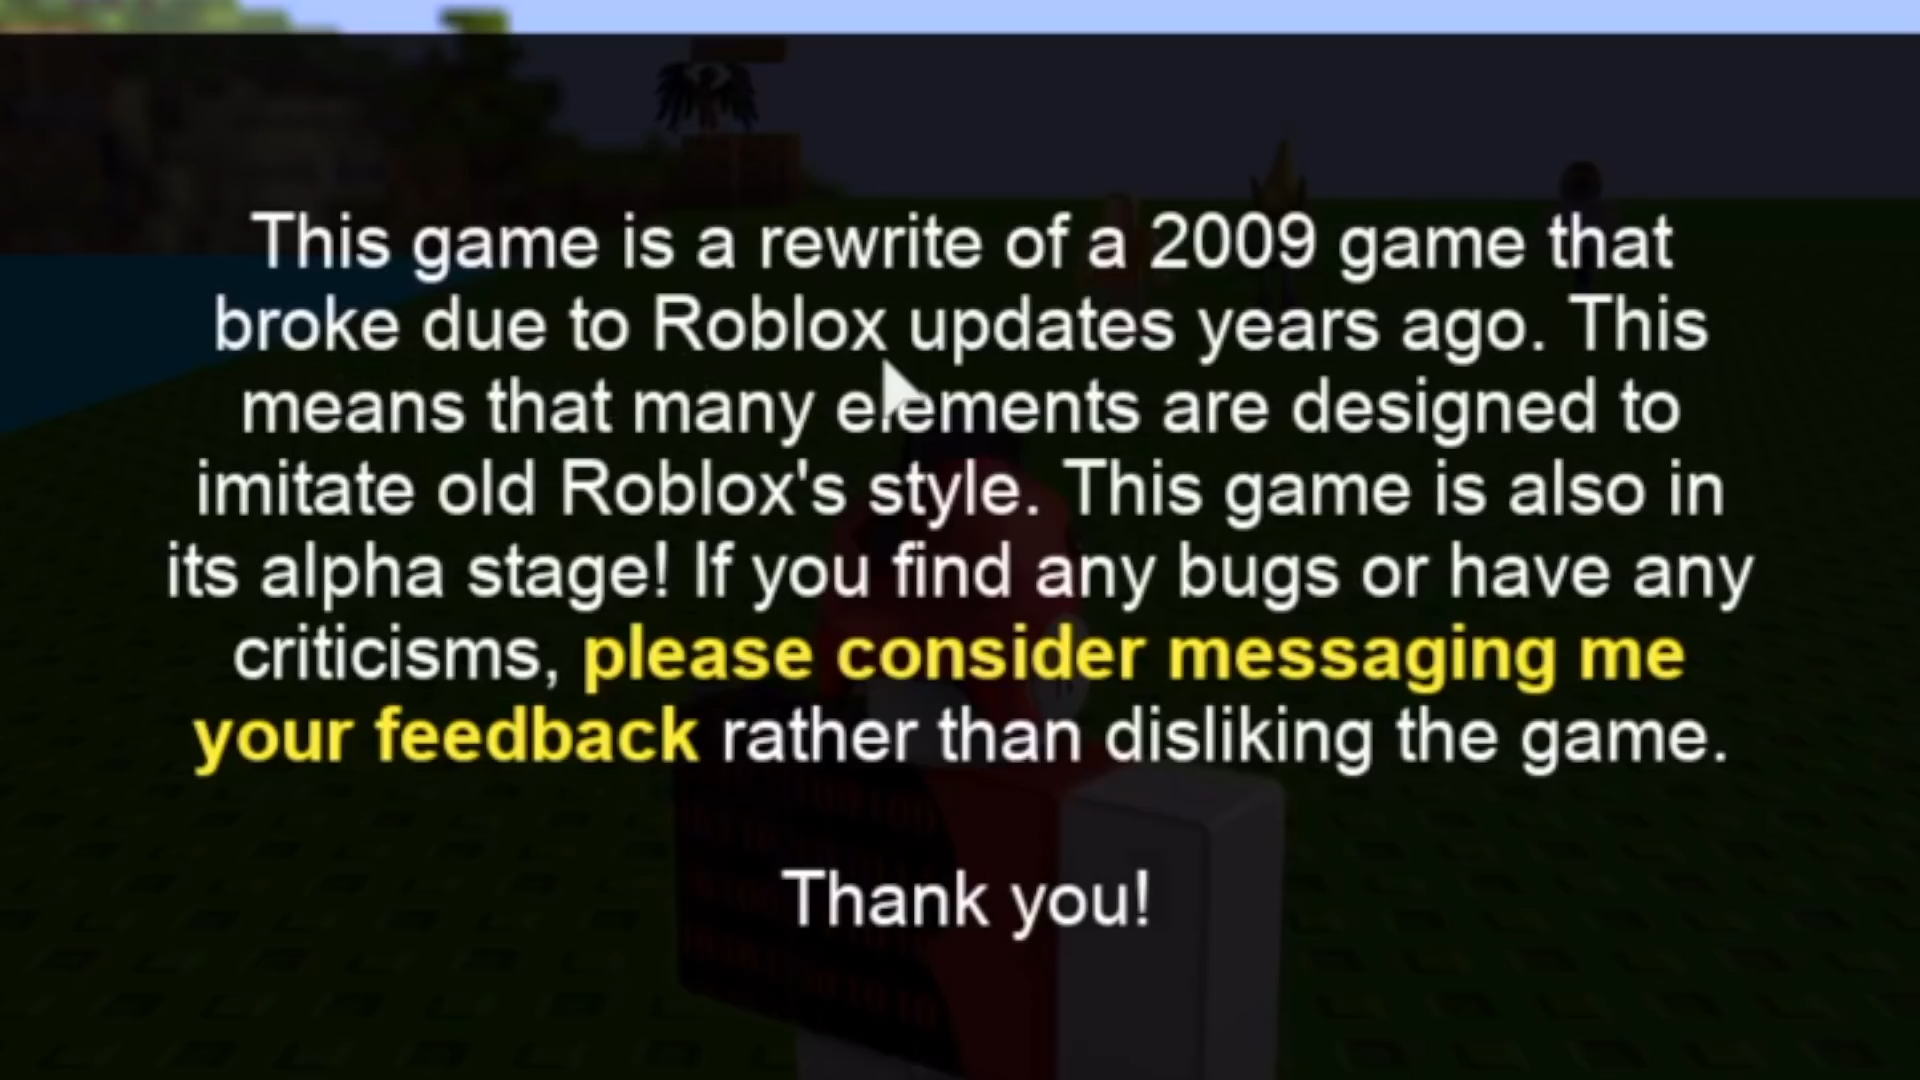 This game is a rewrite of a 2009 game that
broke due to Roblox updates years ago. This
means that many elements are designed to
imitate old Roblox's style. This game is also in
its alpha stage! If you find any bugs or have any
criticisms, please consider messaging me
your feedback rather than disliking the game.
Thank you!